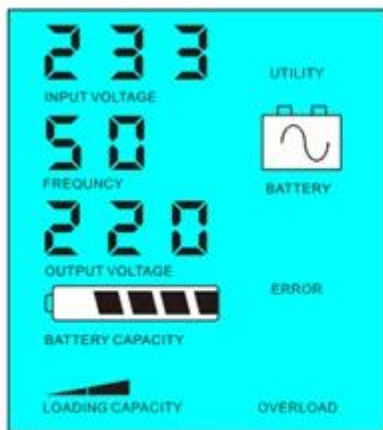 233
UTILITY
INPUT VOLTAGE
50
FREQUNCY
BATTERY
220
OUTPUT VOLTAGE
ERROR
BATTERY CAPACITY
LOADING CAPACITY
OVERLOAD